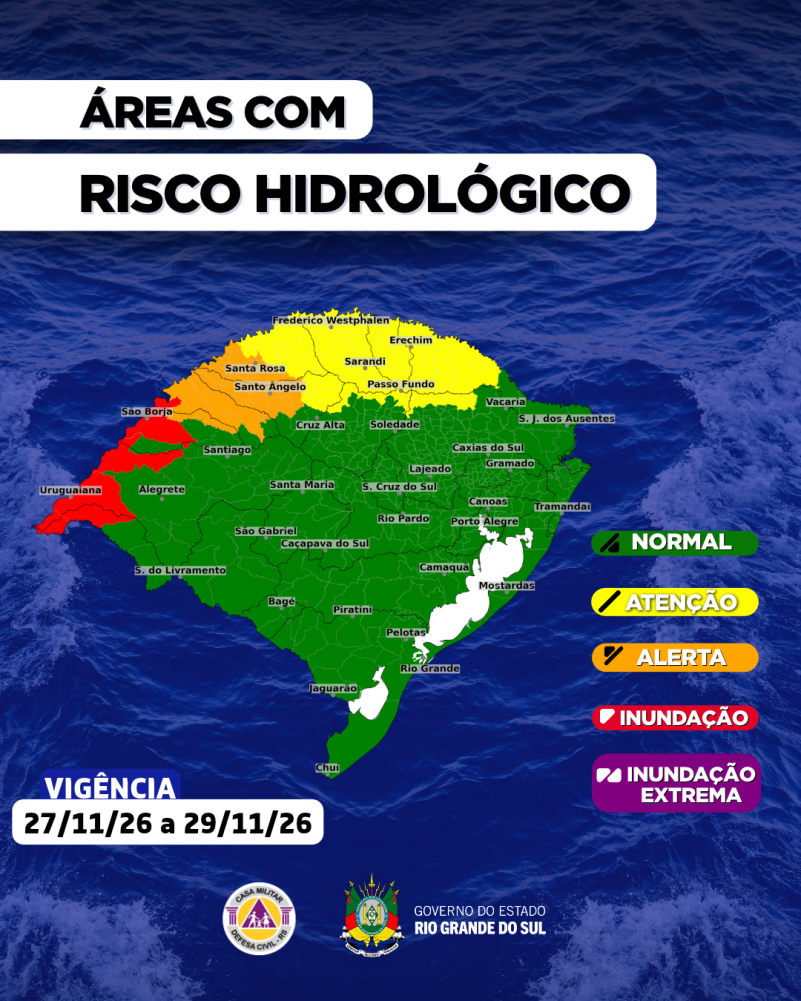 ÁREAS COM
RISCO HIDROLÓGICO
Frederico Westphalen
Erechim
Sarandi
Santa Rosa
Santo Ângelo
Passo Fundo
Vacaria
São Borja
S. J. dos Ausentes
Cruz Alta
Soledade
Santiago
Caxias do Sul
Lajeado
Gramado
Uruguaiana
Alegrete
Santa Maria
S. Cruz do Sul
Canoas
Tramandaí
Rio Pardo
Porto Alegre
São Gabriel
Caçapava do Sul
S. do Livramento
Camaquã
Mostardas
Bagé
Piratini
Pelotas
Rio Grande
Jaguarão
Chuí
NORMAL
ATENÇÃO
ALERTA
INUNDAÇÃO
INUNDAÇÃO
EXTREMA
VIGÊNCIA
27/11/26 a 29/11/26
CASA MILITAR
DEFESA CIVIL - RS
GOVERNO DO ESTADO
RIO GRANDE DO SUL